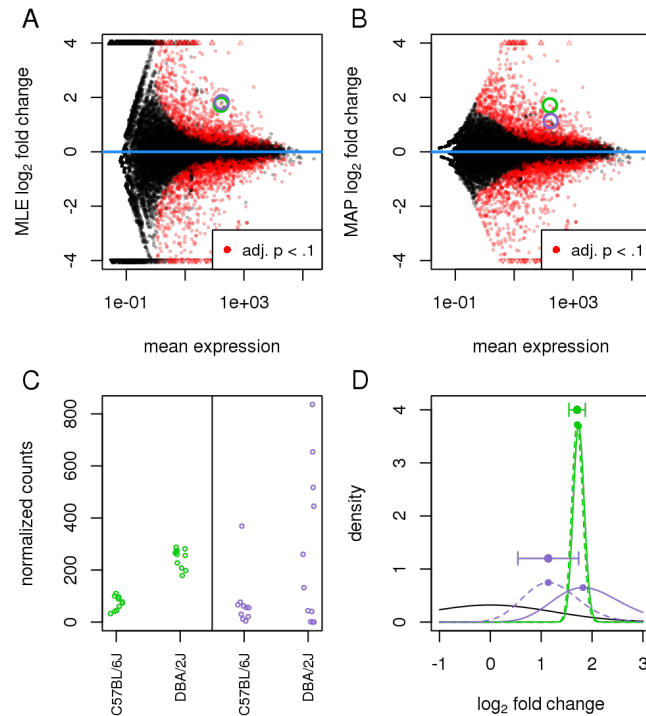 A
B
MLE log2 fold change
4
2
0
-2
-4
adj. p < .1
1e-01
1e+03
mean expression
MAP log2 fold change
4
2
0
-2
-4
adj. p < .1
1e-01
1e+03
mean expression
C
D
normalized counts
800
600
400
200
0
C57BL/6J
DBA/2J
C57BL/6J
DBA/2J
density
4
3
2
1
0
-1
0
1
2
3
log2 fold change